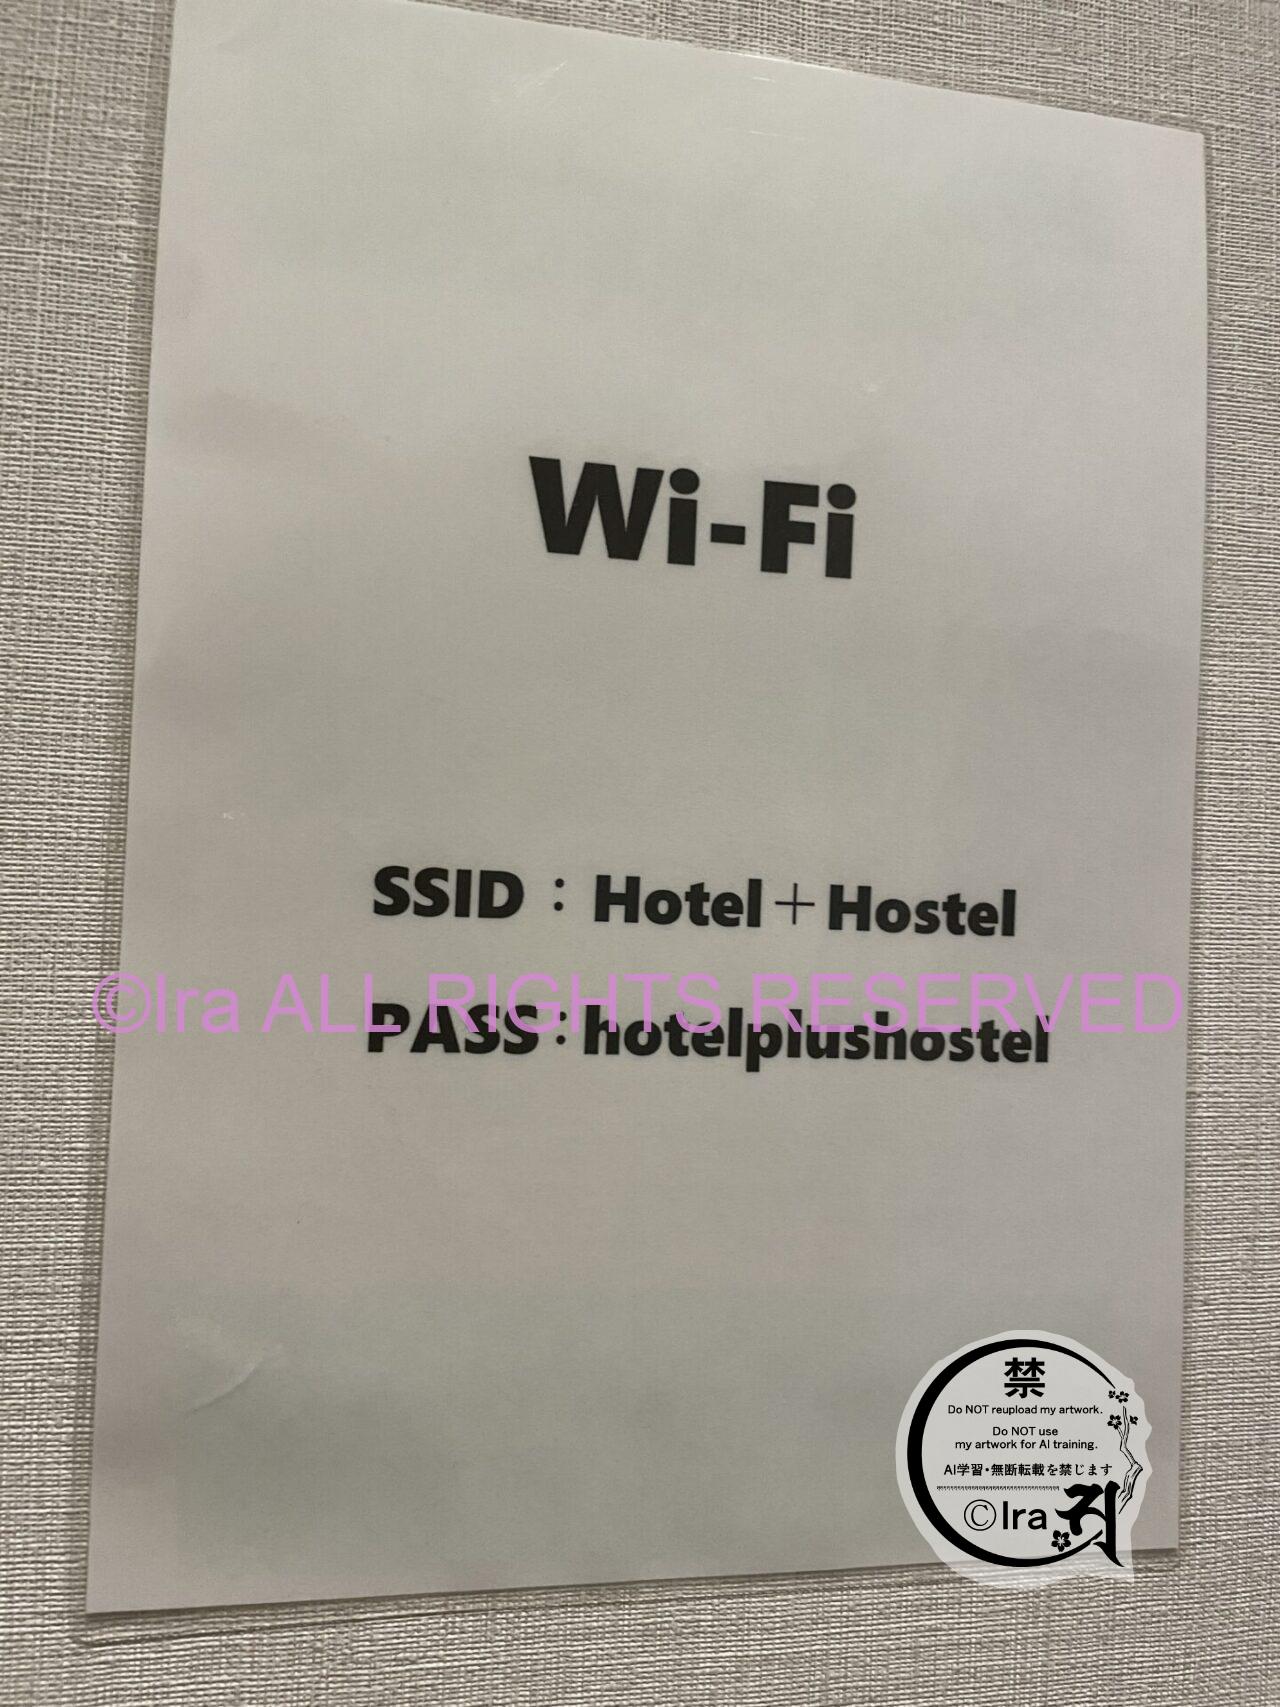 Wi-Fi
SSID：Hotel＋Hostel
©Ira ALL RIGHTS RESERVED
PASS：hotelplushostel
禁
Do NOT reupload my artwork.
Do NOT use
my artwork for AI training.
AI学習・無断転載を禁じます
©Ira